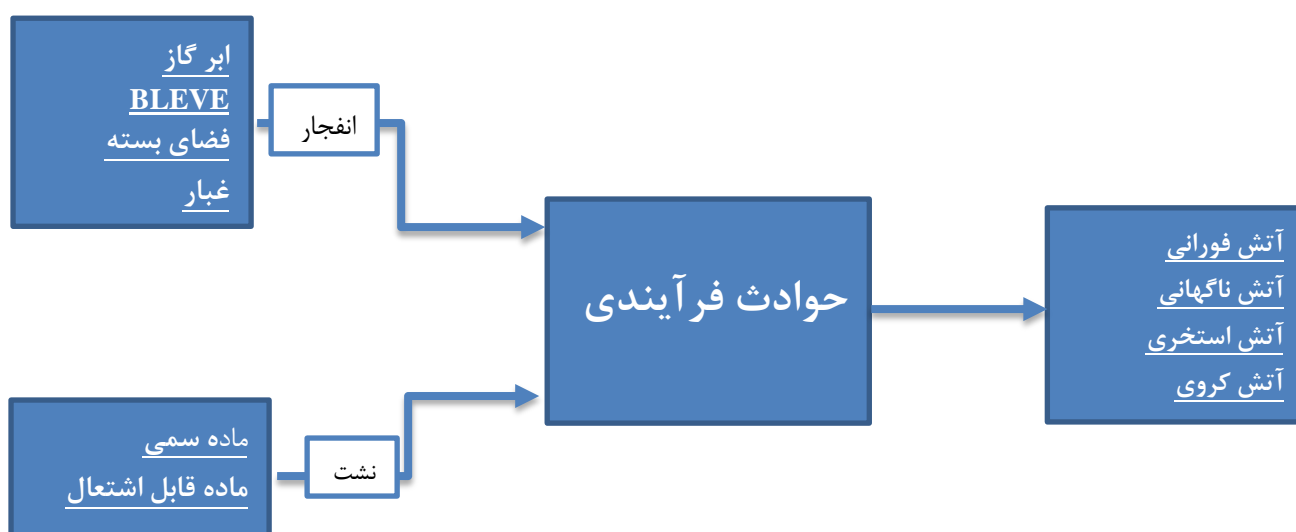 ابر گاز
BLEVE
فضای بسته
غبار
انفجار
حوادث فرآیندی
آتش فورانی
آتش ناگهانی
آتش استخری
آتش کروی
ماده سمی
ماده قابل اشتعال
نشت